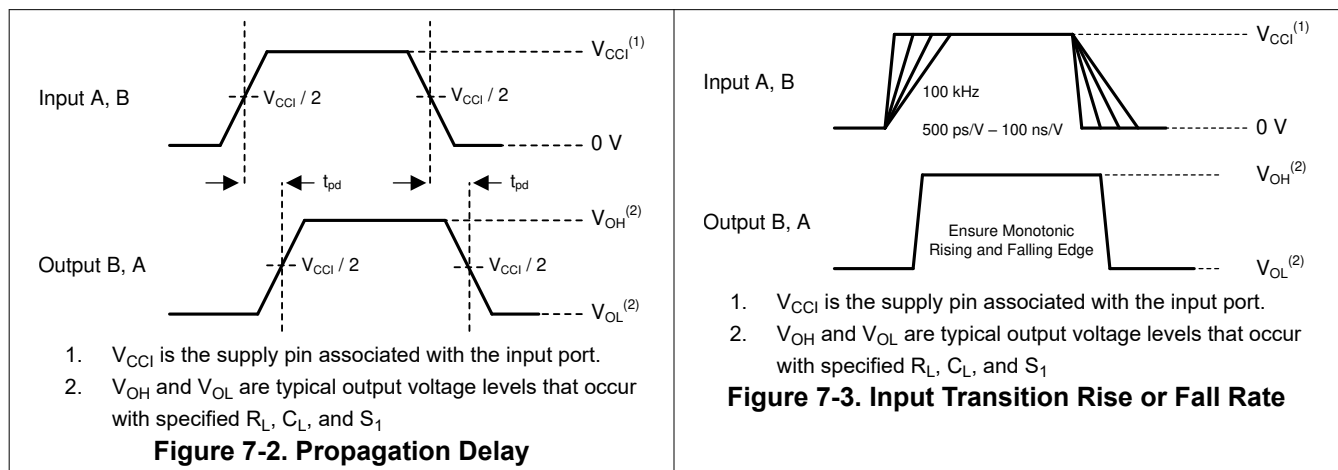 V_CCI(1)
Input A, B
V_CCI / 2
V_CCI / 2
0 V
t_pd
t_pd
V_OH(2)
Output B, A
V_CCI / 2
V_CCI / 2
V_OL(2)
1. V_CCI is the supply pin associated with the input port.
2. V_OH and V_OL are typical output voltage levels that occur
with specified R_L, C_L, and S_1
Figure 7-2. Propagation Delay
V_CCI(1)
Input A, B
100 kHz
500 ps/V – 100 ns/V
0 V
V_OH(2)
Output B, A
Ensure Monotonic
Rising and Falling Edge
V_OL(2)
1. V_CCI is the supply pin associated with the input port.
2. V_OH and V_OL are typical output voltage levels that occur
with specified R_L, C_L, and S_1
Figure 7-3. Input Transition Rise or Fall Rate